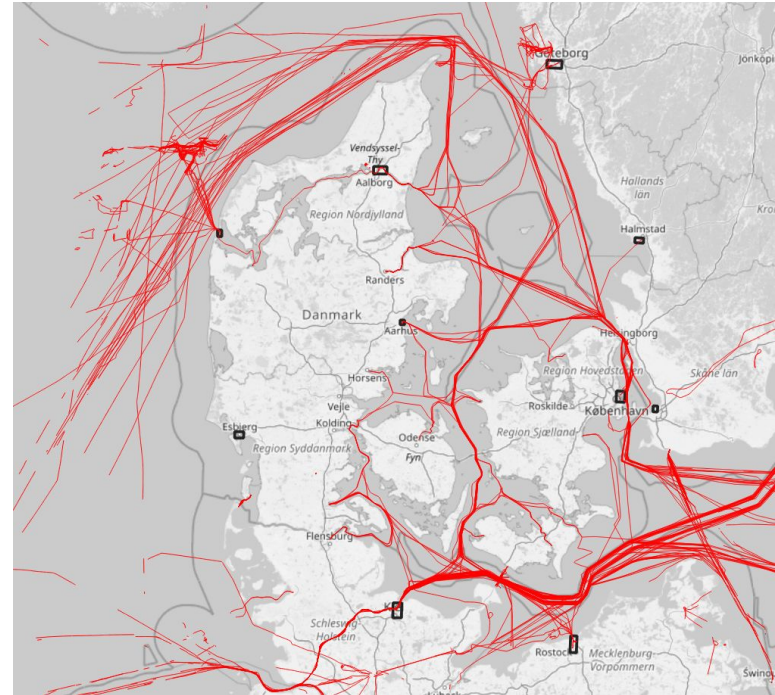 Göteborg
Jönköpi
Vendsyssel-
Thy
Aalborg
Hallands
län
Kro
Region Nordjylland
Halmstad
Randers
Danmark
Aarhus
Helsingborg
Horsens
Region Hovedstaden
Skåne län
Vejle
Roskilde
København
Esbjerg
Kolding
Odense
Region Sjælland
Region Syddanmark
Fyn
Flensburg
K
Schleswig-
Holstein
Rostock
Mecklenburg-
Vorpommern
Swing